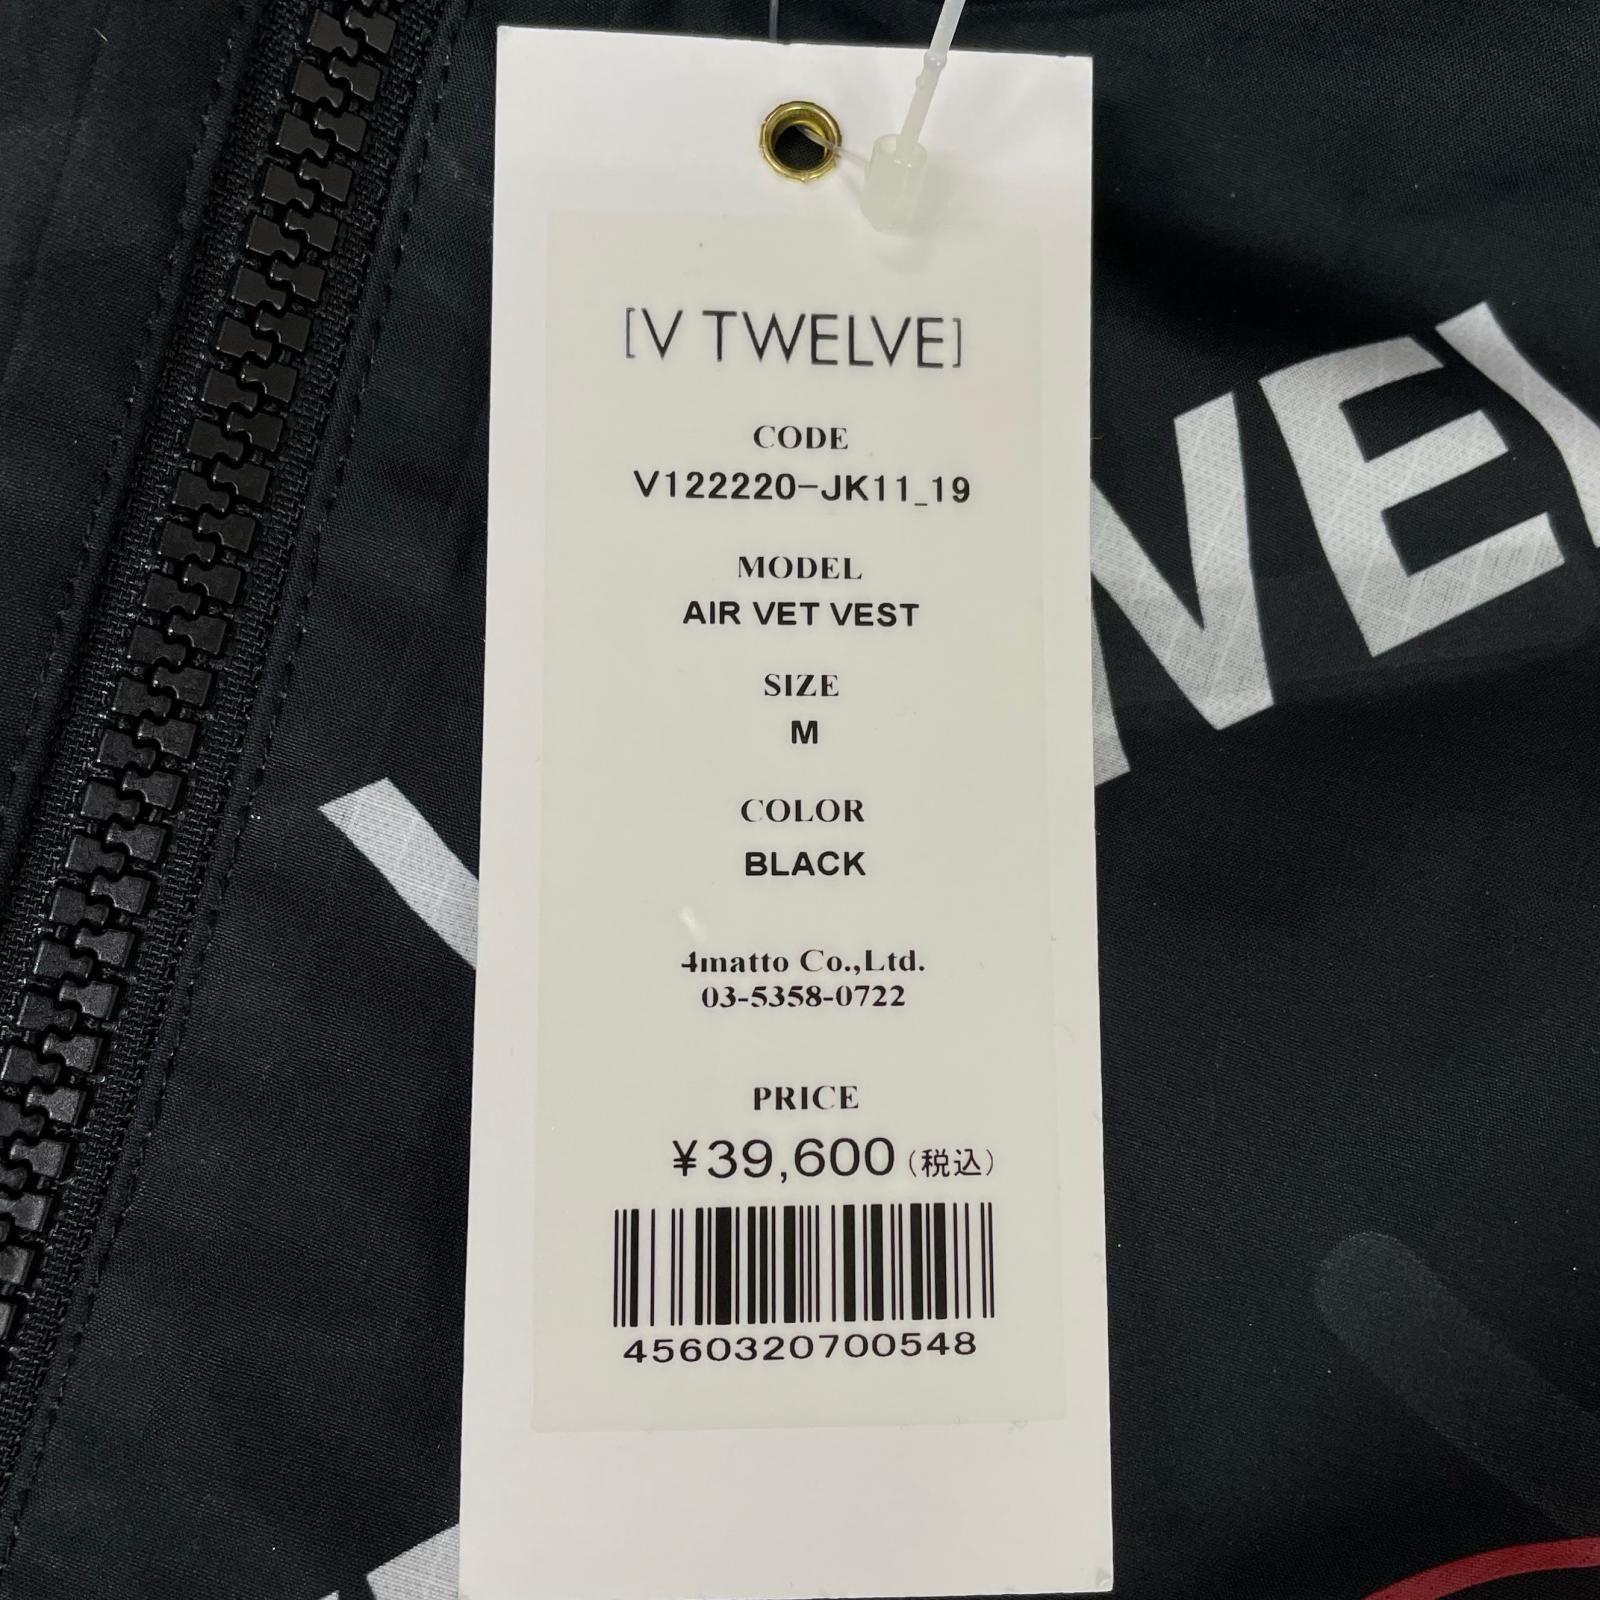 [V TWELVE]
CODE
V122220-JK11_19
MODEL
AIR VET VEST
SIZE
M
COLOR
BLACK
4matto Co.,Ltd.
03-5358-0722
PRICE
¥39,600(税込)
4560320700548